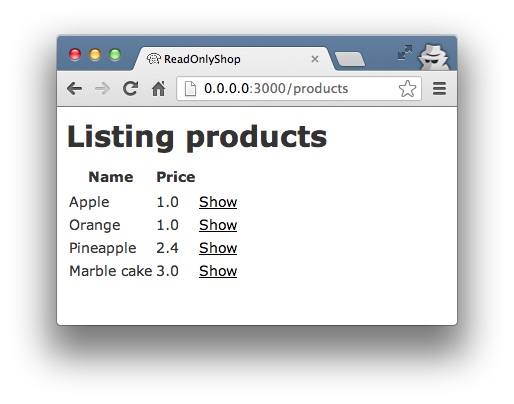 ReadOnlyShop
0.0.0.0:3000/products
Listing products
Name Price
Apple 1.0 Show
Orange 1.0 Show
Pineapple 2.4 Show
Marble cake 3.0 Show